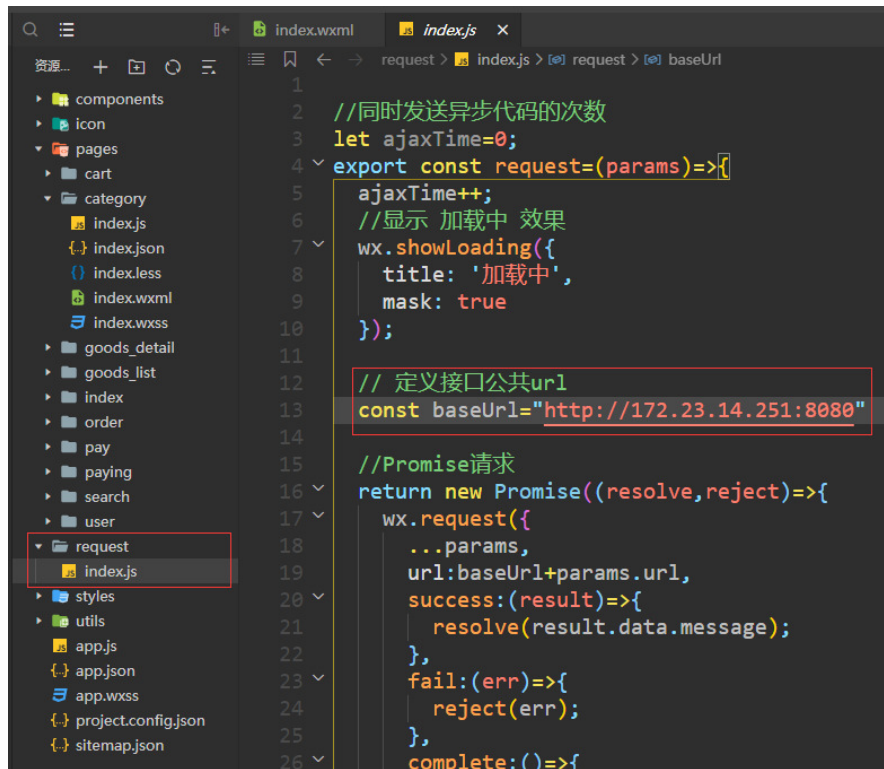 index.wxml
index.js
资源...
request > index.js > request > baseUrl
components
icon
pages
cart
category
index.js
index.json
index.less
index.wxml
index.wxss
goods_detail
goods_list
index
order
pay
paying
search
user
request
index.js
styles
utils
app.js
app.json
app.wxss
project.config.json
sitemap.json
1
2 //同时发送异步代码的次数
3 let ajaxTime=0;
4 export const request=(params)=>{
5 ajaxTime++;
6 //显示 加载中 效果
7 wx.showLoading({
8 title: '加载中',
9 mask: true
10 });
11
12 // 定义接口公共url
13 const baseUrl="http://172.23.14.251:8080"
14
15 //Promise请求
16 return new Promise((resolve,reject)=>{
17 wx.request({
18 ...params,
19 url:baseUrl+params.url,
20 success:(result)=>{
21 resolve(result.data.message);
22 },
23 fail:(err)=>{
24 reject(err);
25 },
26 complete:()=>{